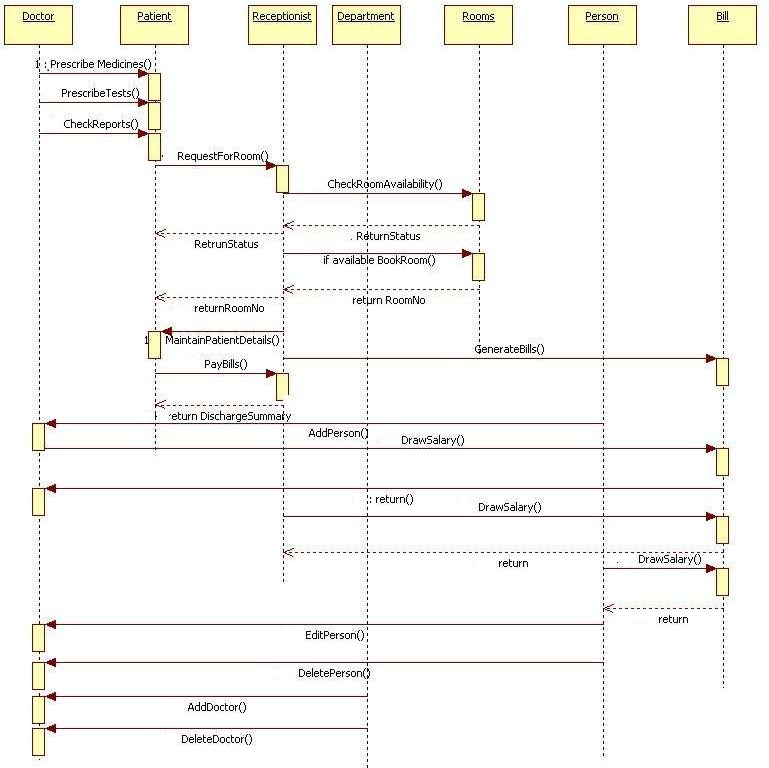 Doctor
Patient
Receptionist
Department
Rooms
Person
Bill
1 : Prescribe Medicines()
PrescribeTests()
CheckReports()
RequestForRoom()
CheckRoomAvailability()
. ReturnStatus
RetrunStatus
if available BookRoom()
return RoomNo
returnRoomNo
1 MaintainPatientDetails()
GenerateBills()
PayBills()
return DischargeSummary
AddPerson()
DrawSalary()
: return()
DrawSalary()
return
DrawSalary()
return
EditPerson()
DeletePerson()
AddDoctor()
DeleteDoctor()